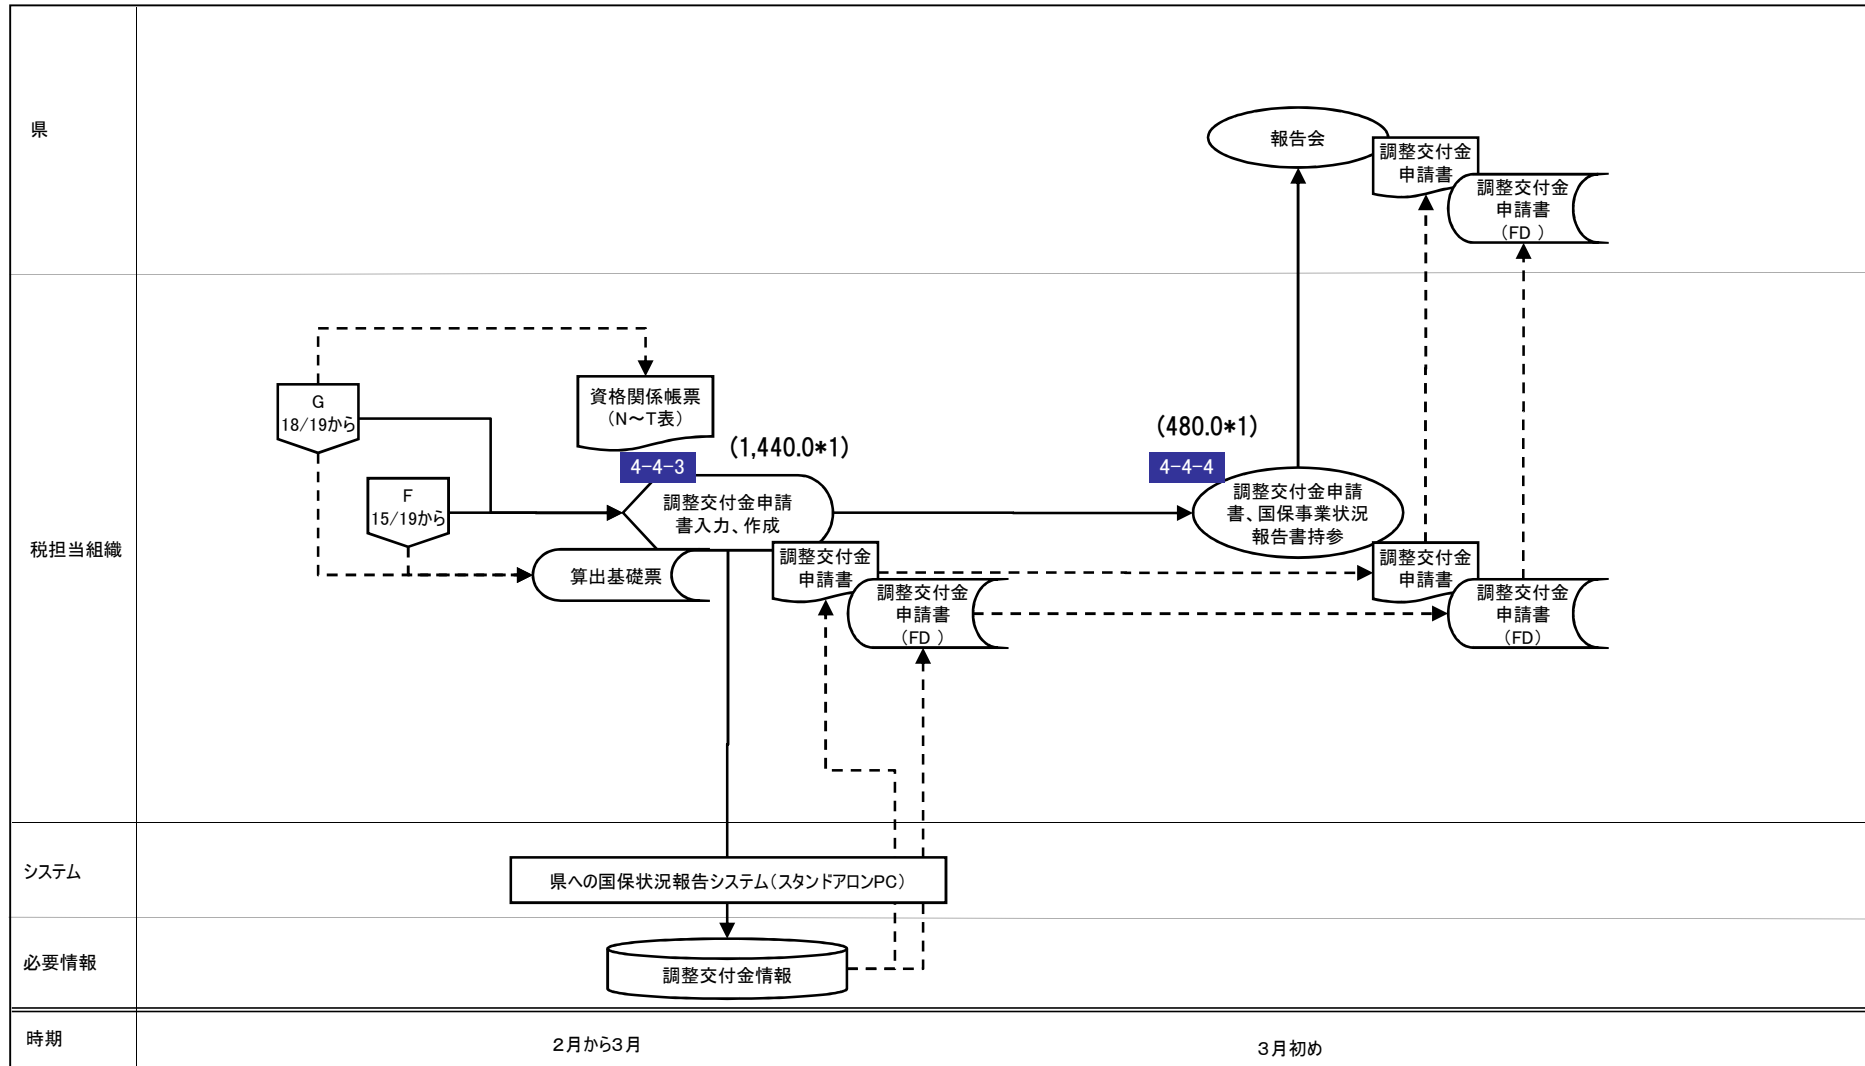 県
報告会
調整交付金
申請書
調整交付金
申請書
（FD ）
税担当組織
G
18/19から
F
15/19から
資格関係帳票
（N～T表）
4-4-3
(1,440.0*1)
調整交付金申請
書入力、作成
算出基礎票
調整交付金
申請書
調整交付金
申請書
（FD ）
(480.0*1)
4-4-4
調整交付金申請
書、国保事業状況
報告書持参
調整交付金
申請書
調整交付金
申請書
（FD）
システム
県への国保状況報告システム（スタンドアロンPC）
必要情報
調整交付金情報
時期
２月から３月
３月初め